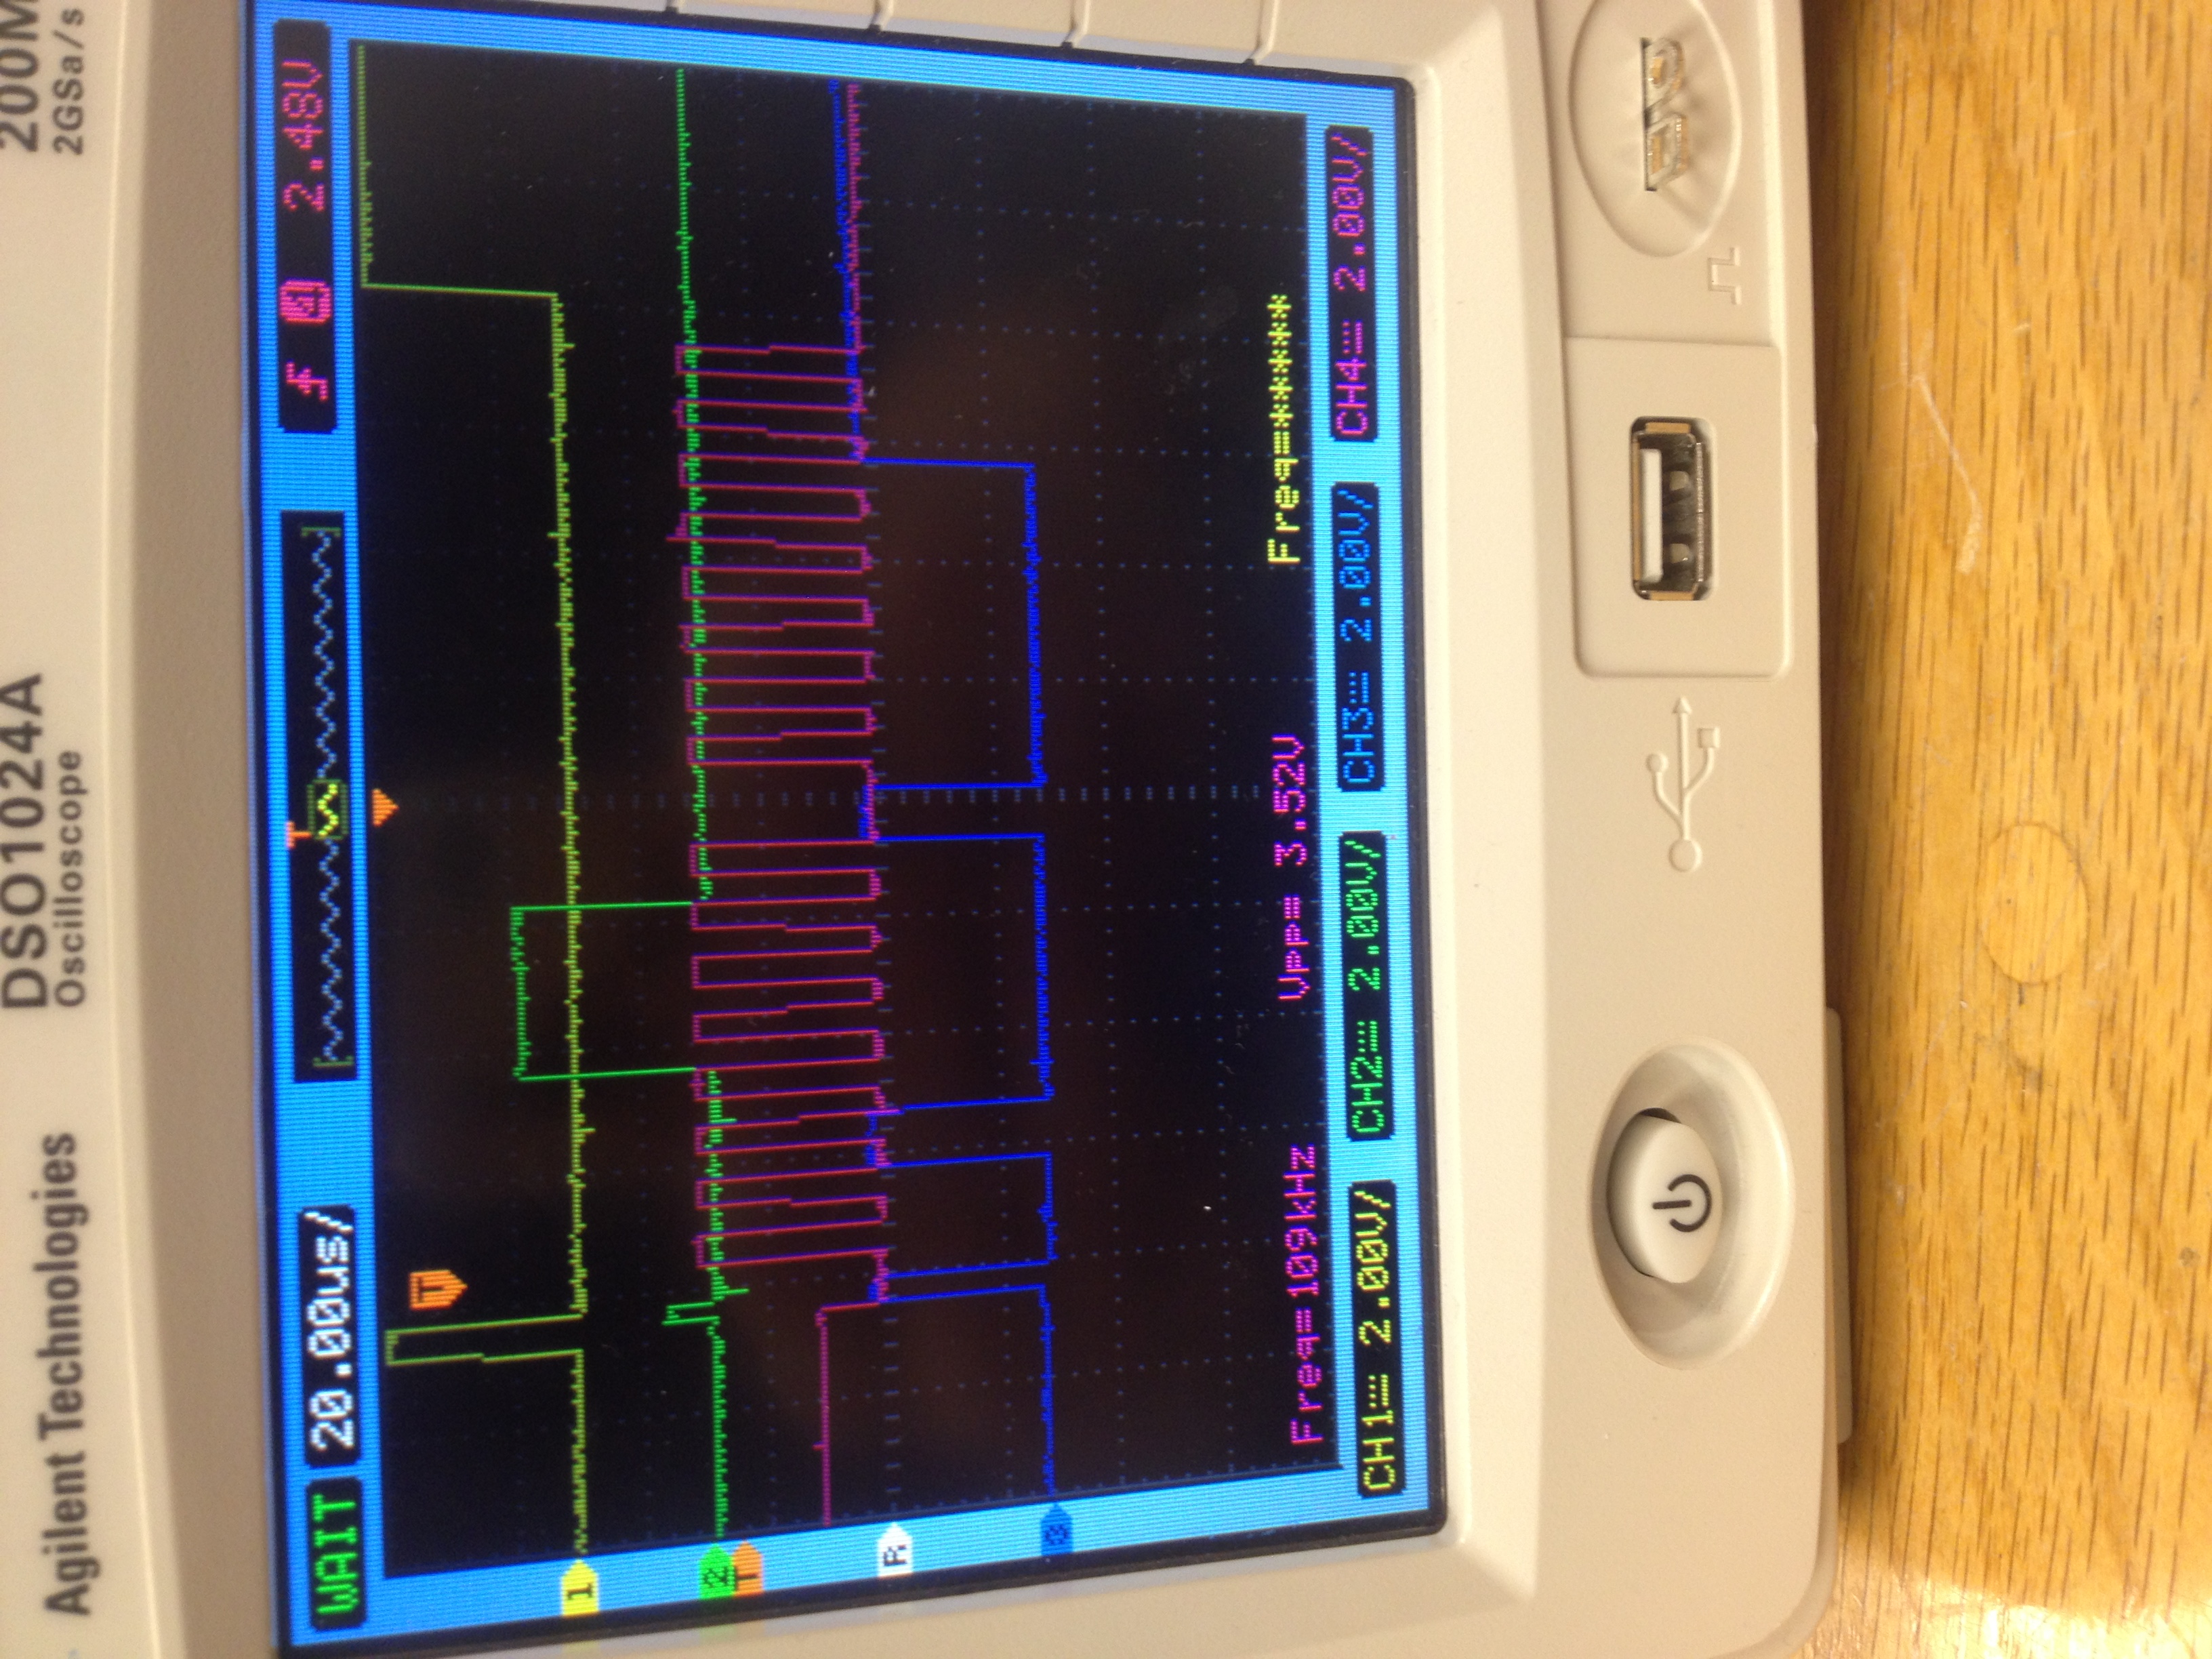 Agilent Technologies
DSO1024A
Oscilloscope
200M
2GSa/s
WAIT
20.00us/
T
4 2.48V
T
1
2
T
R
3
Freq=109kHz
Vpp= 3.52V
Freq=*****
CH1 2.00V/
CH2 2.00V/
CH3 2.00V/
CH4 2.00V/